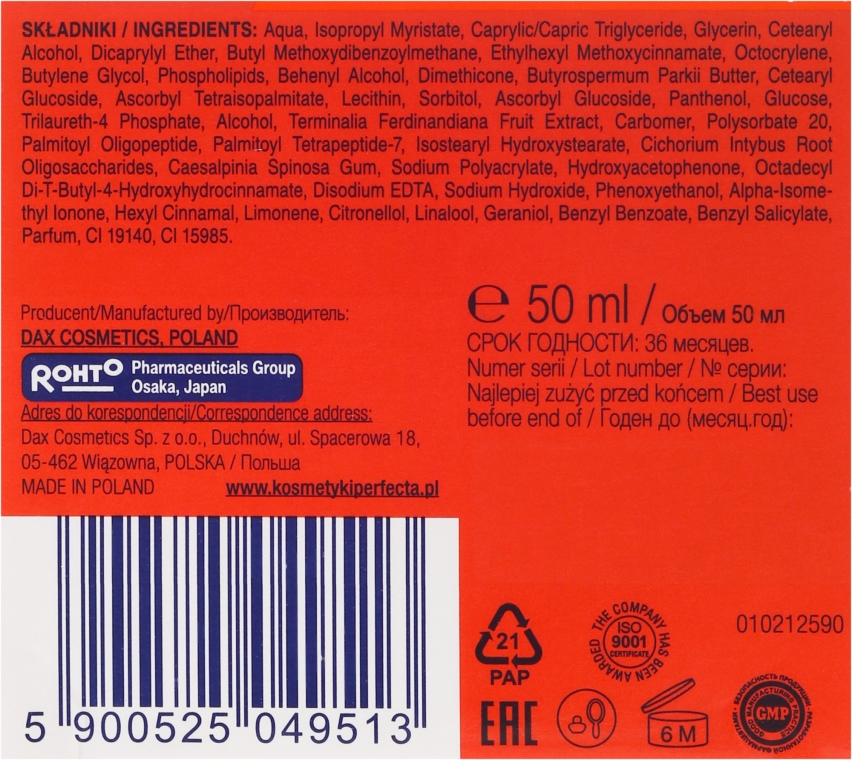 SKŁADNIKI / INGREDIENTS: Aqua, Isopropyl Myristate, Caprylic/Capric Triglyceride, Glycerin, Cetearyl
Alcohol, Dicaprylyl Ether, Butyl Methoxydibenzoylmethane, Ethylhexyl Methoxycinnamate, Octocrylene,
Butylene Glycol, Phospholipids, Behenyl Alcohol, Dimethicone, Butyrospermum Parkii Butter, Cetearyl
Glucoside, Ascorbyl Tetraisopalmitate, Lecithin, Sorbitol, Ascorbyl Glucoside, Panthenol, Glucose,
Trilaureth-4 Phosphate, Alcohol, Terminalia Ferdinandiana Fruit Extract, Carbomer, Polysorbate 20,
Palmitoyl Oligopeptide, Palmitoyl Tetrapeptide-7, Isostearyl Hydroxystearate, Cichorium Intybus Root
Oligosaccharides, Caesalpinia Spinosa Gum, Sodium Polyacrylate, Hydroxyacetophenone, Octadecyl
Di-T-Butyl-4-Hydroxyhydrocinnamate, Disodium EDTA, Sodium Hydroxide, Phenoxyethanol, Alpha-Isome-
thyl Ionone, Hexyl Cinnamal, Limonene, Citronellol, Linalool, Geraniol, Benzyl Benzoate, Benzyl Salicylate,
Parfum, CI 19140, CI 15985.
Producent/Manufactured by/Производитель:
DAX COSMETICS, POLAND
ROHTO Pharmaceuticals Group
Osaka, Japan
Adres do korespondencji/Correspondence address:
Dax Cosmetics Sp. z o.o., Duchnów, ul. Spacerowa 18,
05-462 Wiązowna, POLSKA / Польша
MADE IN POLAND www.kosmetykiperfecta.pl
℮ 50 ml / Объем 50 мл
СРОК ГОДНОСТИ: 36 месяцев.
Numer serii / Lot number / № серии:
Najlepiej zużyć przed końcem / Best use
before end of / Годен до (месяц.год):
5 900525 049513
21
PAP
THE COMPANY HAS BEEN AWARDED
ISO
9001
CERTIFICATE
010212590
EAC
6 M
GOOD MANUFACTURING PRACTICE
GMP